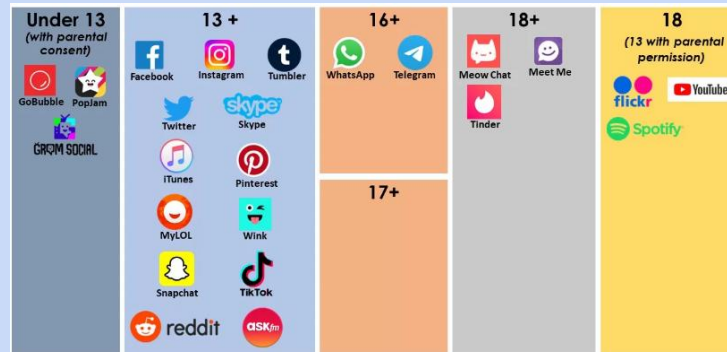 Under 13
(with parental
consent)
GoBubble PopJam
GROM SOCIAL
13 +
Facebook Instagram Tumbler
Twitter Skype
iTunes Pinterest
MyLOL Wink
Snapchat TikTok
reddit ASKfm
16+
WhatsApp Telegram
17+
18+
Meow Chat Meet Me
Tinder
18
(13 with parental
permission)
flickr YouTube
Spotify